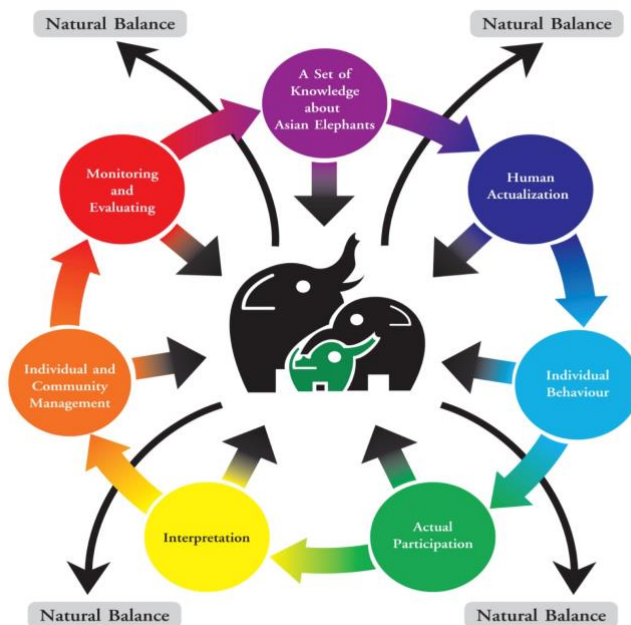 Natural Balance
Natural Balance
A Set of
Knowledge
about
Asian Elephants
Monitoring
and
Evaluating
Human
Actualization
Individual and
Community
Management
Individual
Behaviour
Interpretation
Actual
Participation
Natural Balance
Natural Balance